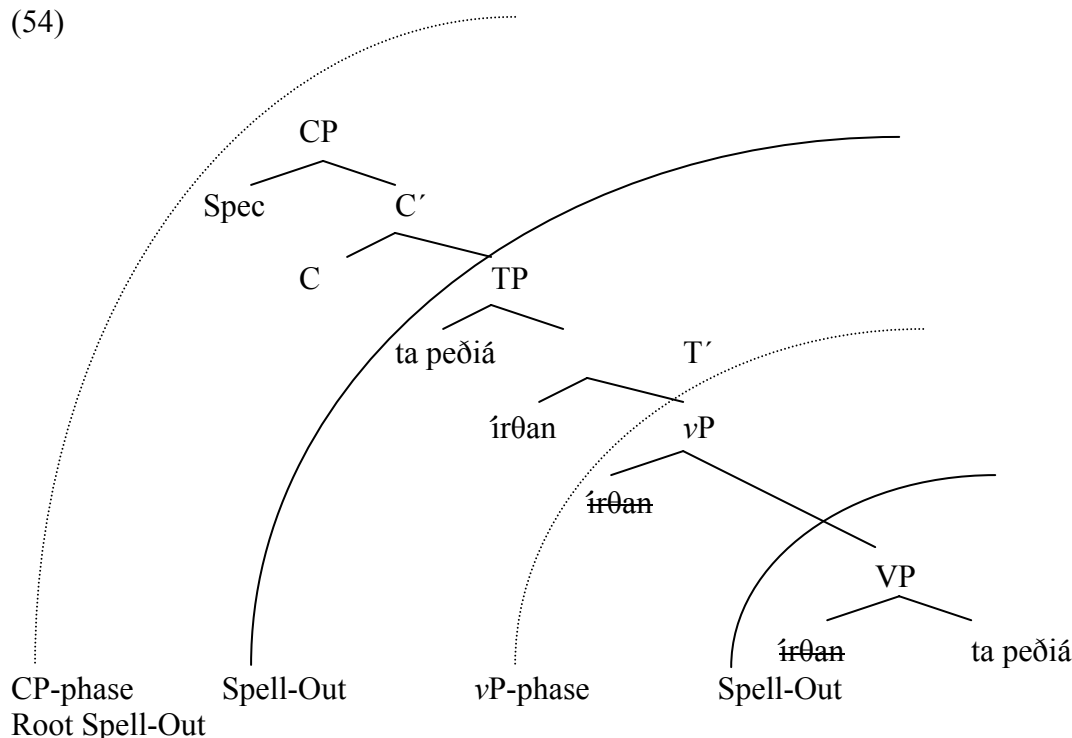 (54)
CP
Spec C´
C TP
ta peðiá T´
írθan vP
írθan
VP
írθan ta peðiá
CP-phase Spell-Out vP-phase Spell-Out
Root Spell-Out